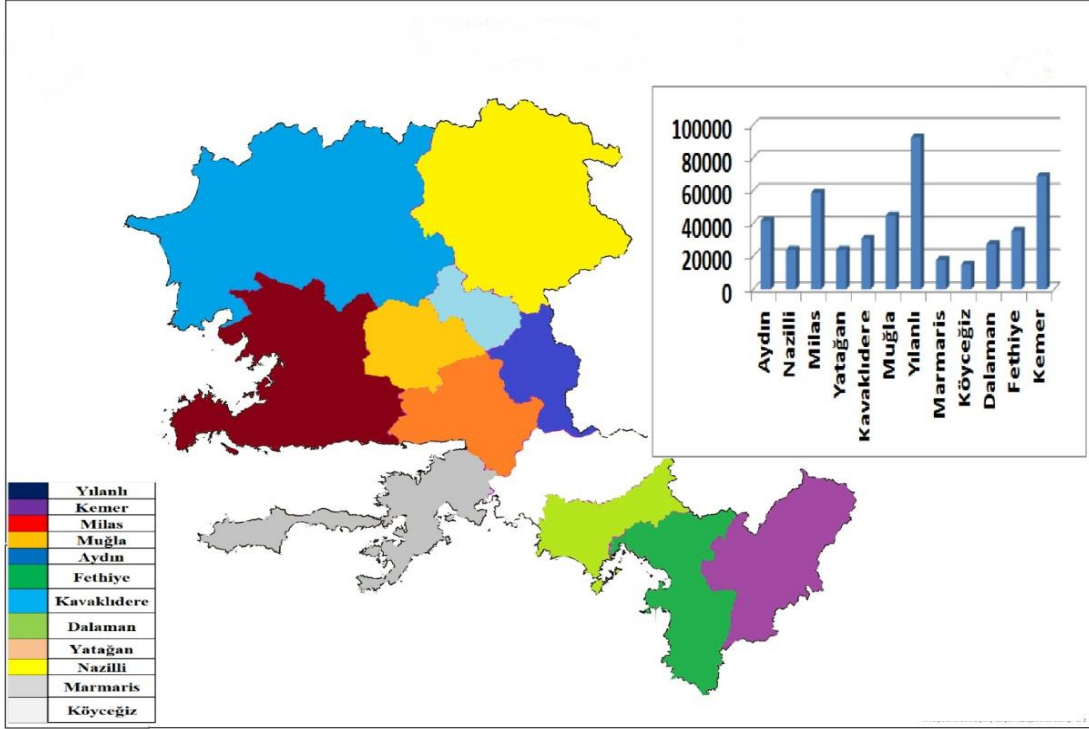 100000
80000
60000
40000
20000
0
Aydın
Nazilli
Milas
Yatağan
Kavaklıdere
Muğla
Yılanlı
Marmaris
Köyceğiz
Dalaman
Fethiye
Kemer
Yılanlı
Kemer
Milas
Muğla
Aydın
Fethiye
Kavaklıdere
Dalaman
Yatağan
Nazilli
Marmaris
Köyceğiz